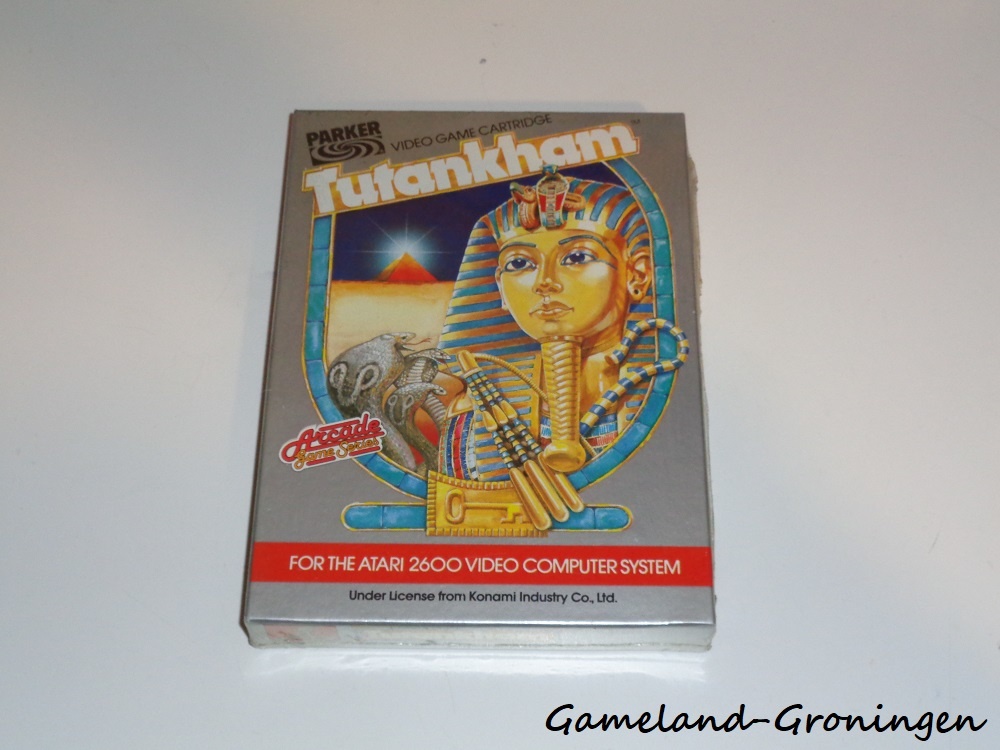 PARKER
VIDEO GAME CARTRIDGE
Tutankham™
Arcade
Game Series
FOR THE ATARI 2600 VIDEO COMPUTER SYSTEM
Under License from Konami Industry Co., Ltd.
Gameland-Groningen